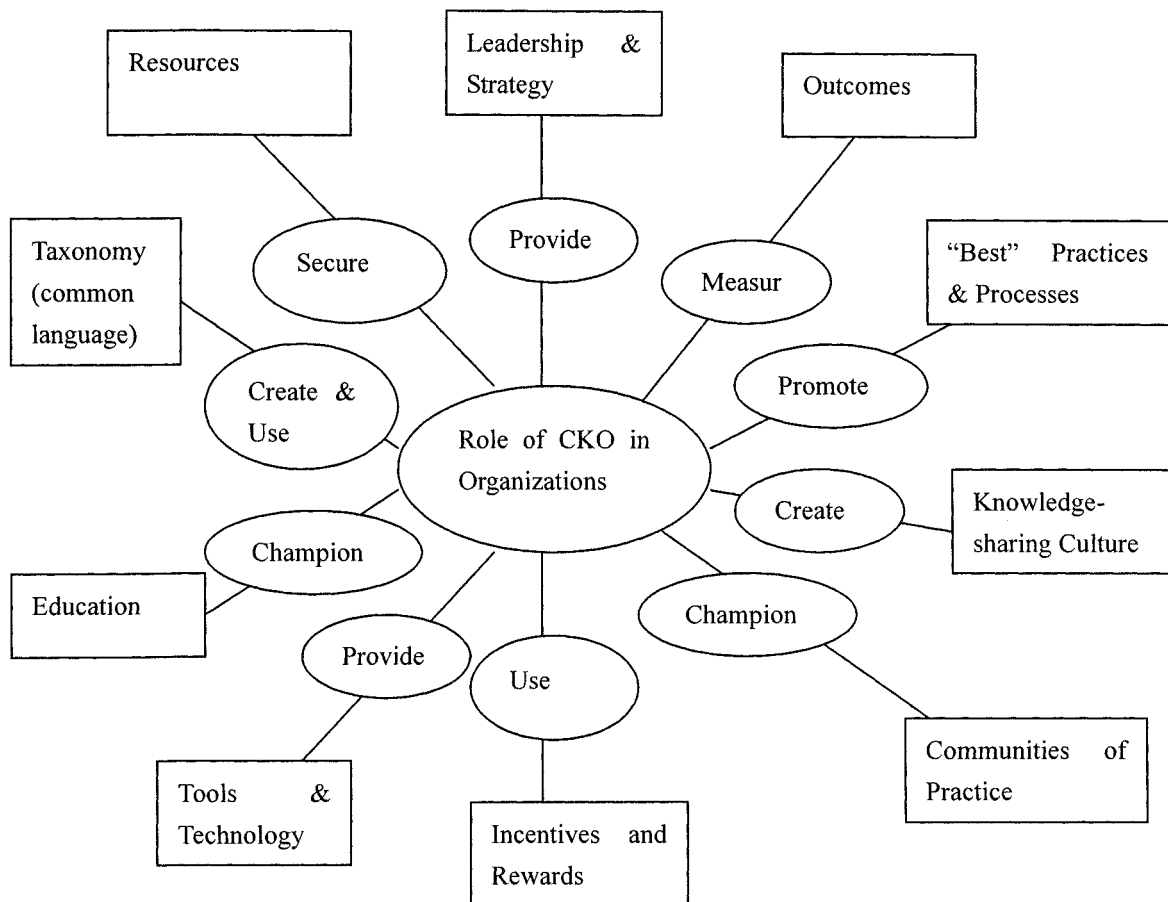 Resources
Leadership &
Strategy
Outcomes
Taxonomy
(common
language)
Secure
Provide
Measur
“Best” Practices
& Processes
Create &
Use
Role of CKO in
Organizations
Promote
Create
Knowledge-
sharing Culture
Champion
Education
Champion
Provide
Use
Communities of
Practice
Tools &
Technology
Incentives and
Rewards